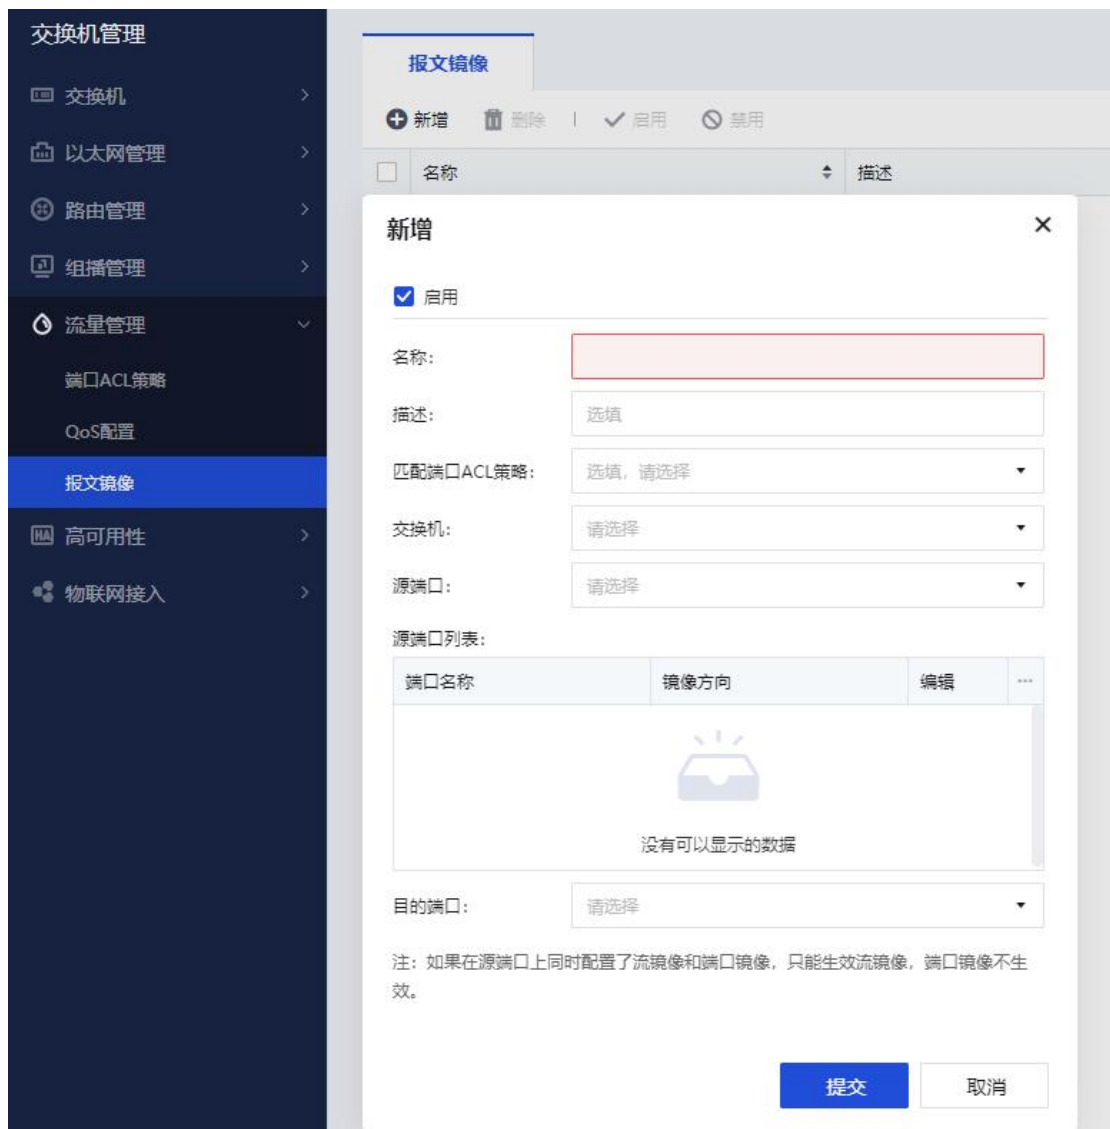 交换机管理
交换机
以太网管理
路由管理
组播管理
流量管理
端口ACL策略
QoS配置
报文镜像
HA 高可用性
物联网接入
报文镜像
新增 删除 启用 禁用
名称 描述
新增
启用
名称:
描述: 选填
匹配端口ACL策略: 选填, 请选择
交换机: 请选择
源端口: 请选择
源端口列表:
端口名称 镜像方向 编辑 ...
没有可以显示的数据
目的端口: 请选择
注：如果在源端口上同时配置了流镜像和端口镜像，只能生效流镜像，端口镜像不生
效。
提交 取消